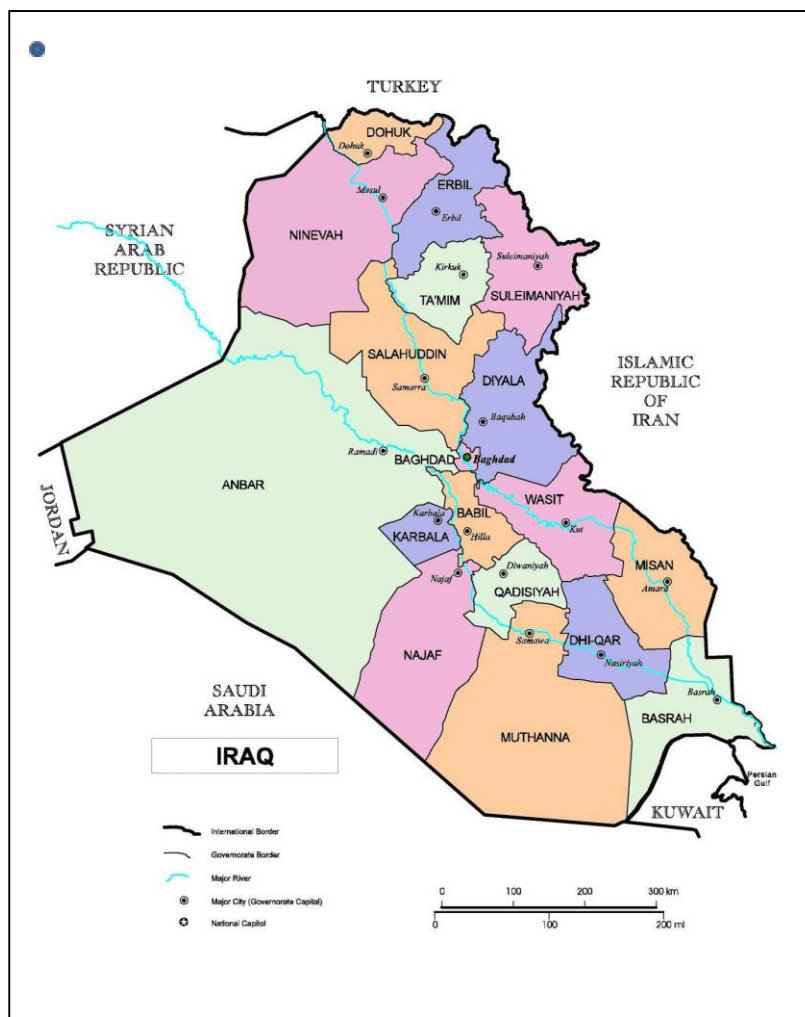 TURKEY
DOHUK
Dohuk
ERBIL
Mosul
Erbil
SYRIAN
ARAB
REPUBLIC
NINEVAH
Suleimaniyah
Kirkuk
TA'MIM
SULEIMANIYAH
SALAHUDDIN
ISLAMIC
REPUBLIC
OF
IRAN
DIYALA
Samarra
Baqubah
Ramadi
BAGHDAD
Baghdad
ANBAR
JORDAN
WASIT
BABIL
Karbala
KARBALA
Hilla
Kut
MISAN
Najaf
Diwaniyah
QADISIYAH
Amara
Samawa
DHI-QAR
NAJAF
Nasiriyah
SAUDI
ARABIA
Basrah
BASRAH
MUTHANNA
IRAQ
Persian
Gulf
KUWAIT
International Border
Governorate Border
Major River
Major City (Governorate Capital)
National Capitol
0 100 200 300 km
0 100 200 mi